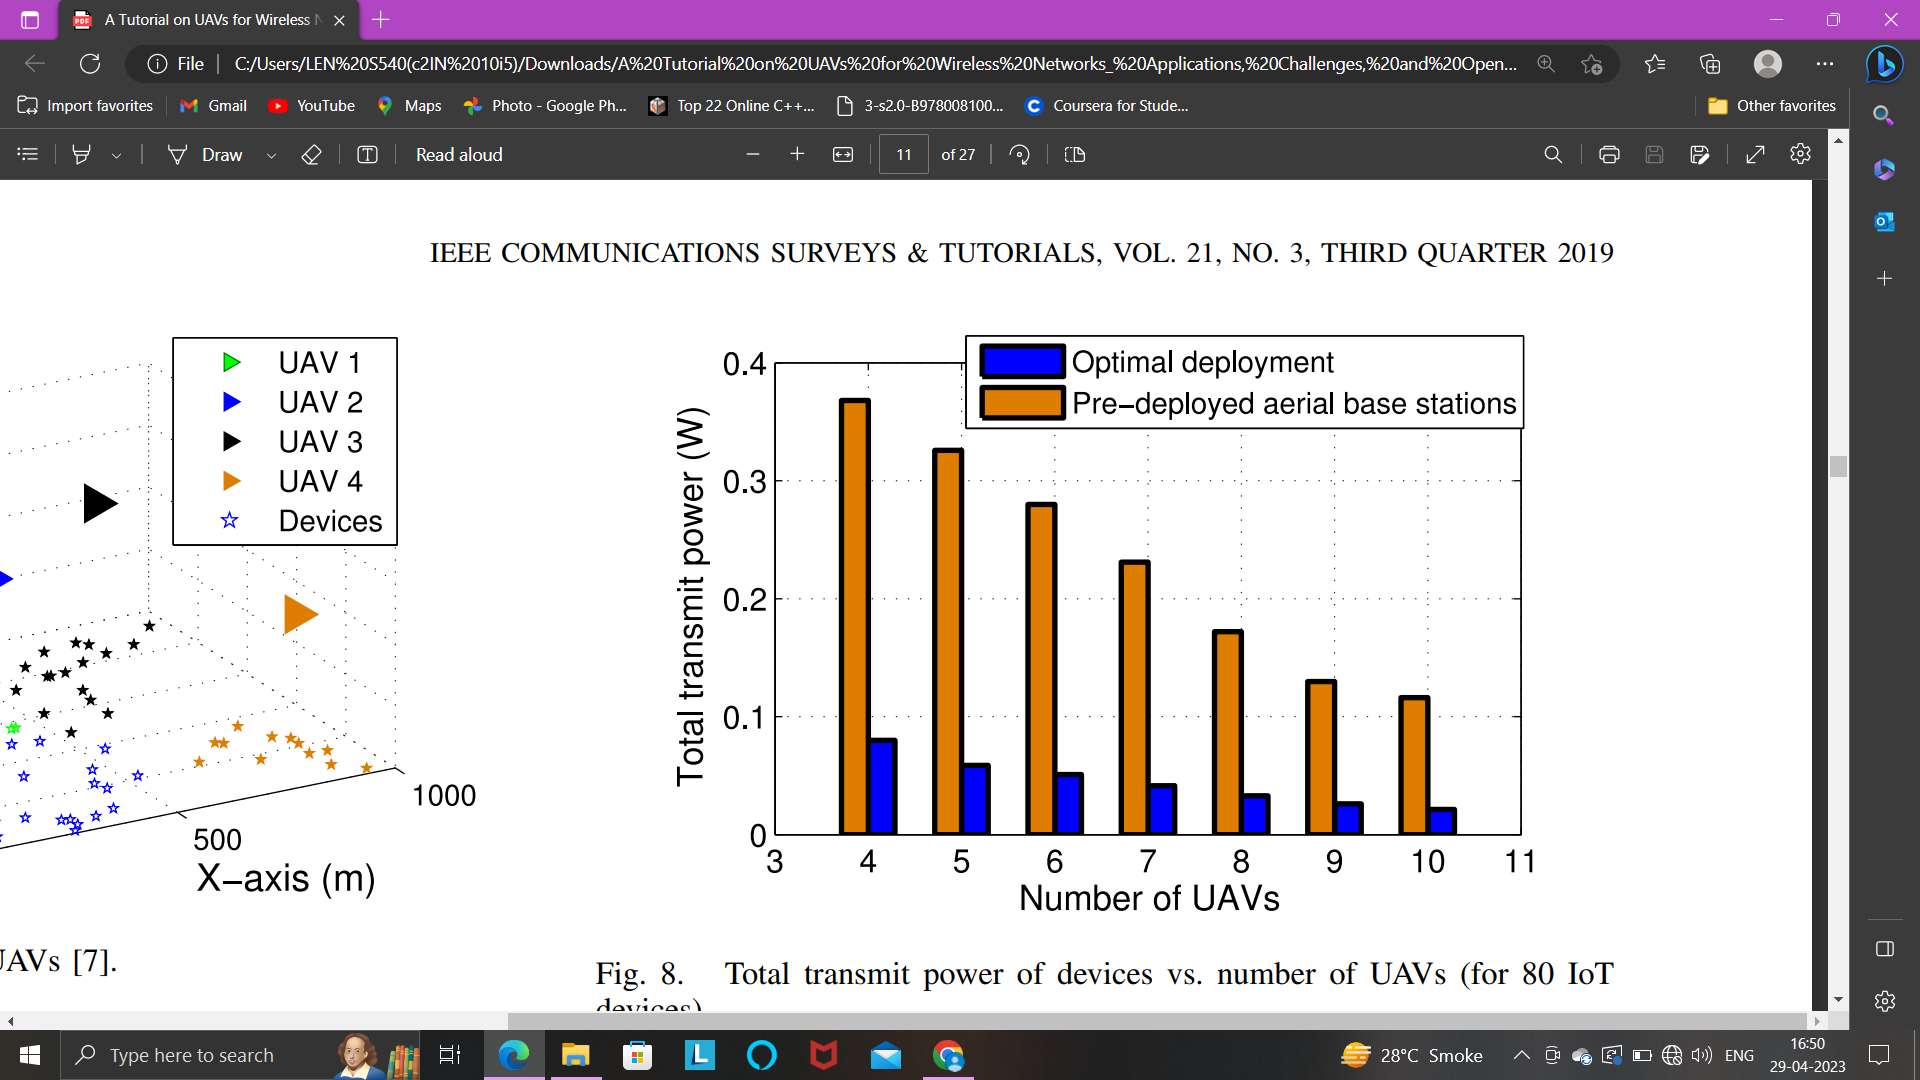 A Tutorial on UAVs for Wireless N
File
C:/Users/LEN%20S540(c2IN%2010i5)/Downloads/A%20Tutorial%20on%20UAVs%20for%20Wireless%20Networks_%20Applications,%20Challenges,%20and%20Open...
Import favorites
Gmail
YouTube
Maps
Photo - Google Ph...
Top 22 Online C++...
3-s2.0-B978008100...
Coursera for Stude...
Other favorites
Draw
Read aloud
11 of 27
IEEE COMMUNICATIONS SURVEYS & TUTORIALS, VOL. 21, NO. 3, THIRD QUARTER 2019
UAV 1
UAV 2
UAV 3
UAV 4
Devices
1000
500
X–axis (m)
UAVs [7].
Optimal deployment
Pre–deployed aerial base stations
Total transmit power (W)
0.4
0.3
0.2
0.1
0
3 4 5 6 7 8 9 10 11
Number of UAVs
Fig. 8. Total transmit power of devices vs. number of UAVs (for 80 IoT
devices)
Type here to search
28°C Smoke
ENG
16:50
29-04-2023